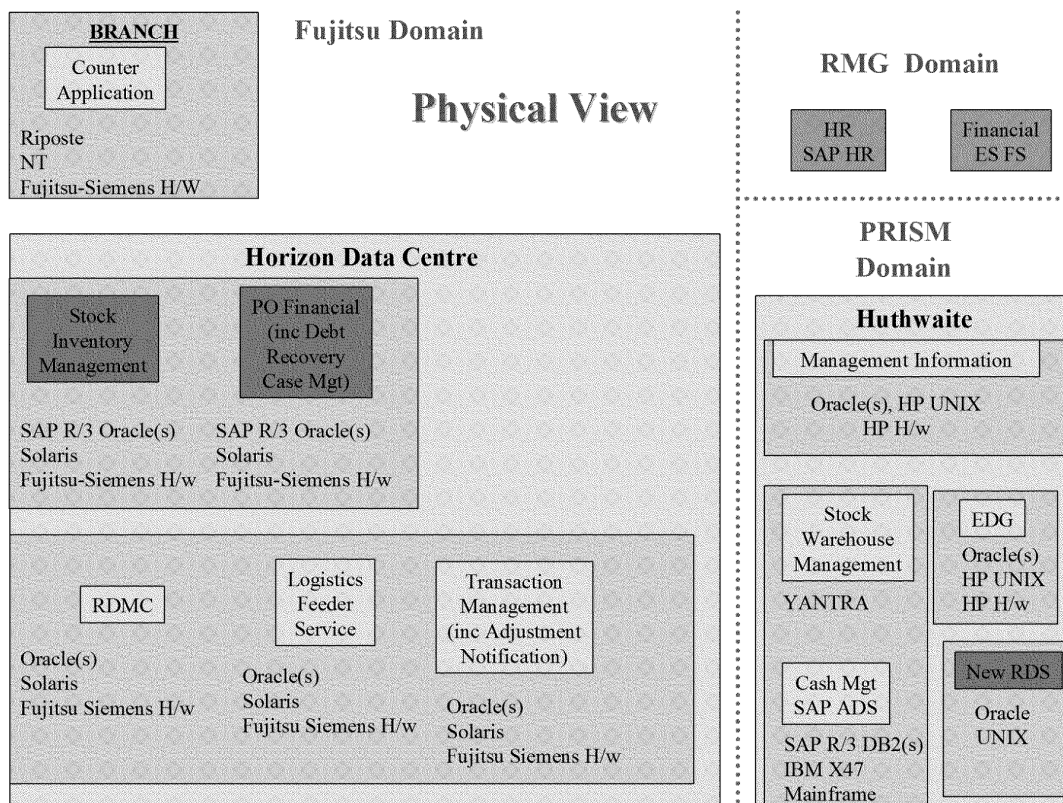 BRANCH
Counter
Application
Riposte
NT
Fujitsu-Siemens H/W
Fujitsu Domain
Physical View
RMG Domain
HR
SAP HR
Financial
ES FS
Horizon Data Centre
Stock
Inventory
Management
PO Financial
(inc Debt
Recovery
Case Mgt)
SAP R/3 Oracle(s)
Solaris
Fujitsu-Siemens H/w
SAP R/3 Oracle(s)
Solaris
Fujitsu-Siemens H/w
RDMC
Oracle(s)
Solaris
Fujitsu Siemens H/w
Logistics
Feeder
Service
Oracle(s)
Solaris
Fujitsu Siemens H/w
Transaction
Management
(inc Adjustment
Notification)
Oracle(s)
Solaris
Fujitsu Siemens H/w
PRISM
Domain
Huthwaite
Management Information
Oracle(s), HP UNIX
HP H/w
Stock
Warehouse
Management
YANTRA
EDG
Oracle(s)
HP UNIX
HP H/w
Cash Mgt
SAP ADS
SAP R/3 DB2(s)
IBM X47
Mainframe
New RDS
Oracle
UNIX